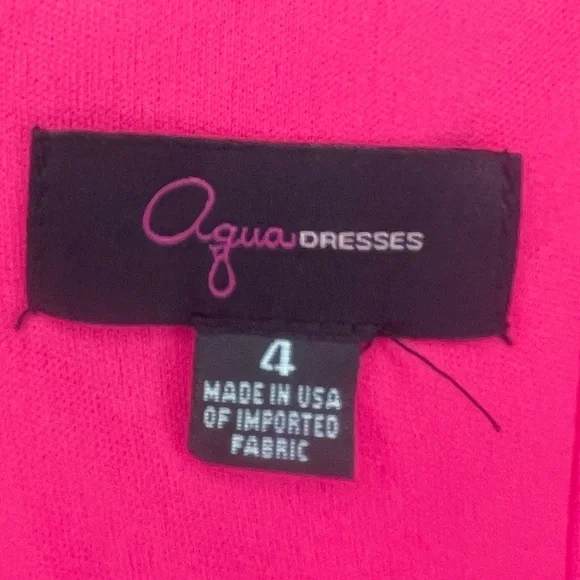 Aqua DRESSES
4
MADE IN USA
OF IMPORTED
FABRIC